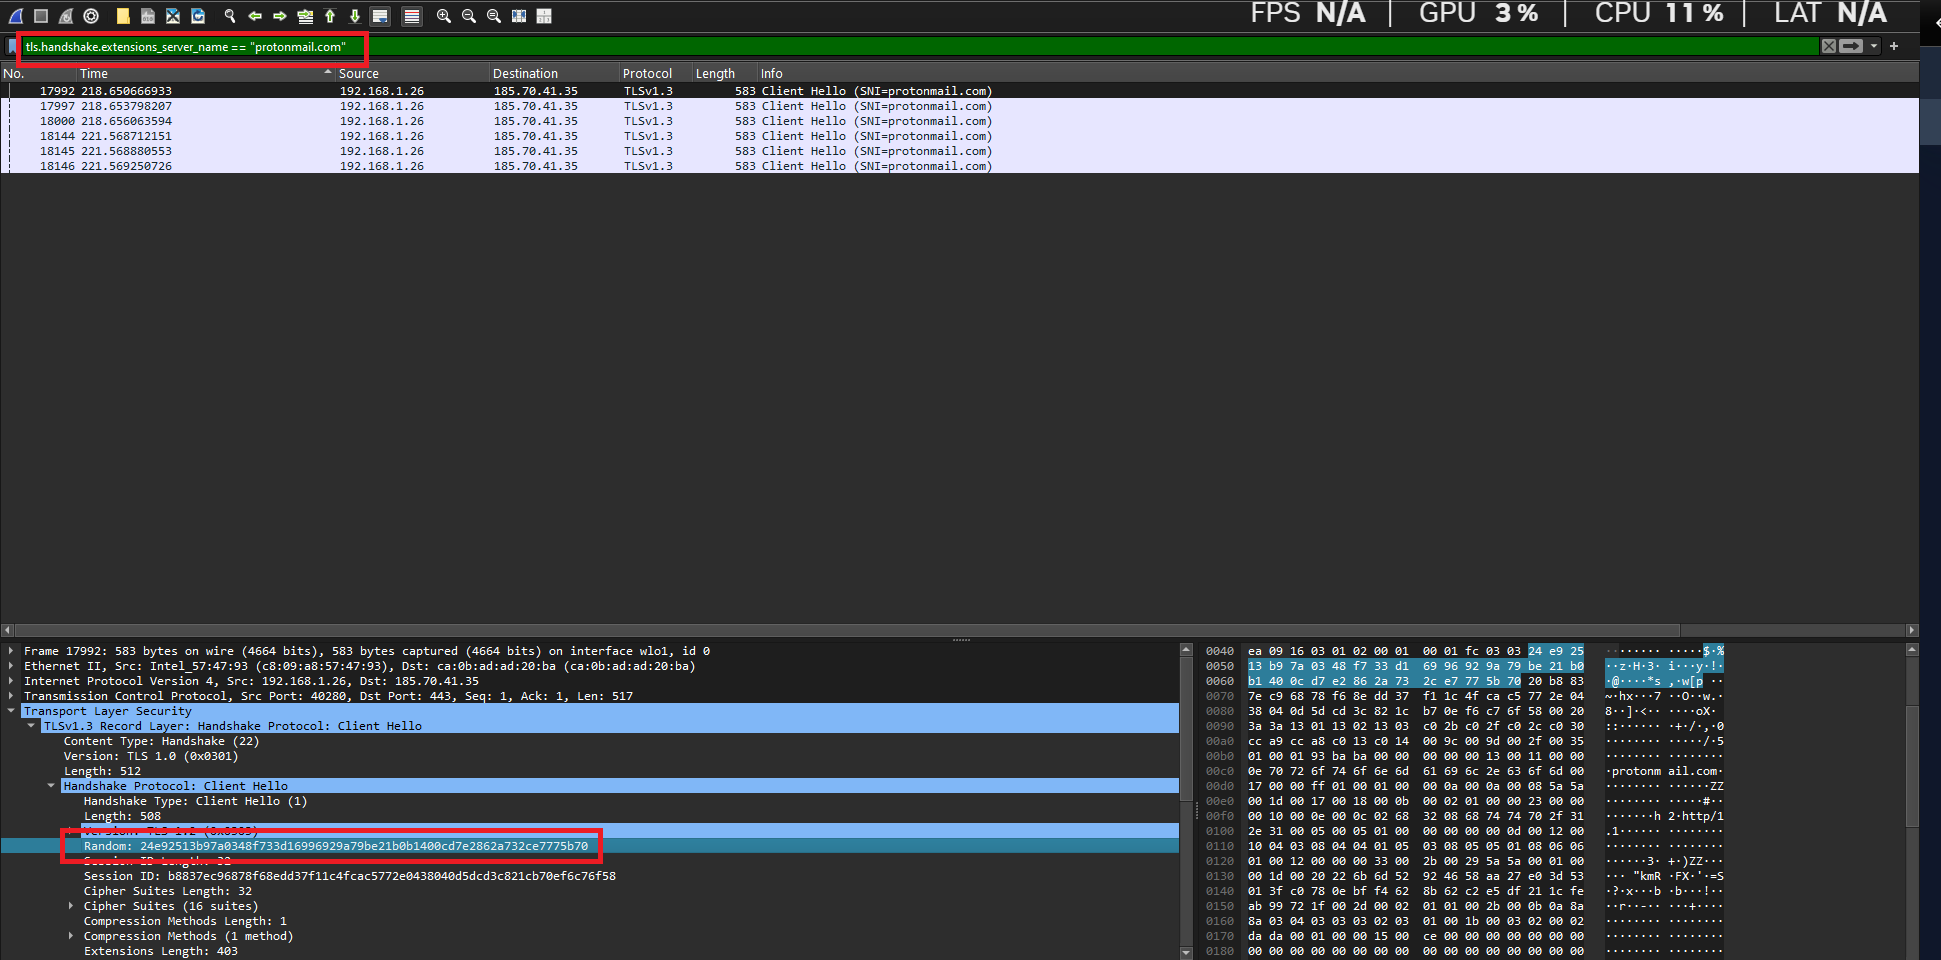 FPS N/A | GPU 3% | CPU 11% | LAT N/A
tls.handshake.extensions_server_name == "protonmail.com"
No. Time Source Destination Protocol Length Info
17992 218.650666933 192.168.1.26 185.70.41.35 TLSv1.3 583 Client Hello (SNI=protonmail.com)
17997 218.653798207 192.168.1.26 185.70.41.35 TLSv1.3 583 Client Hello (SNI=protonmail.com)
18000 218.656063594 192.168.1.26 185.70.41.35 TLSv1.3 583 Client Hello (SNI=protonmail.com)
18144 221.568712151 192.168.1.26 185.70.41.35 TLSv1.3 583 Client Hello (SNI=protonmail.com)
18145 221.568880553 192.168.1.26 185.70.41.35 TLSv1.3 583 Client Hello (SNI=protonmail.com)
18146 221.569250726 192.168.1.26 185.70.41.35 TLSv1.3 583 Client Hello (SNI=protonmail.com)
Frame 17992: 583 bytes on wire (4664 bits), 583 bytes captured (4664 bits) on interface wlo1, id 0
Ethernet II, Src: Intel_57:47:93 (c8:09:a8:57:47:93), Dst: ca:0b:ad:ad:20:ba (ca:0b:ad:ad:20:ba)
Internet Protocol Version 4, Src: 192.168.1.26, Dst: 185.70.41.35
Transmission Control Protocol, Src Port: 40280, Dst Port: 443, Seq: 1, Ack: 1, Len: 517
Transport Layer Security
TLSv1.3 Record Layer: Handshake Protocol: Client Hello
Content Type: Handshake (22)
Version: TLS 1.0 (0x0301)
Length: 512
Handshake Protocol: Client Hello
Handshake Type: Client Hello (1)
Length: 508
Version: TLS 1.2 (0x0303)
Random: 24e92513b97a0348f733d16996929a79be21b0b1400cd7e2862a732ce7775b70
Session ID Length: 32
Session ID: b8837ec96878f68edd37f11c4fcac5772e0438040d5dcd3c821cb70ef6c76f58
Cipher Suites Length: 32
Cipher Suites (16 suites)
Compression Methods Length: 1
Compression Methods (1 method)
Extensions Length: 403
0040 ea 09 16 03 01 02 00 01 00 01 fc 03 03 24 e9 25 ·············$·%
0050 13 b9 7a 03 48 f7 33 d1 69 96 92 9a 79 be 21 b0 ··z·H·3· i···y·!·
0060 b1 40 0c d7 e2 86 2a 73 2c e7 77 5b 70 20 b8 83 ·@····*s ,·w[p ··
0070 7e c9 68 78 f6 8e dd 37 f1 1c 4f ca c5 77 2e 04 ~·hx···7 ··O··w.·
0080 38 04 0d 5d cd 3c 82 1c b7 0e f6 c7 6f 58 00 20 8··]·<·· ····oX·
0090 3a 3a 13 01 13 02 13 03 c0 2b c0 2f c0 2c c0 30 ::······ ·+·/·,·0
00a0 cc a9 cc a8 c0 13 c0 14 00 9c 00 9d 00 2f 00 35 ········ ·····/·5
00b0 01 00 01 93 ba ba 00 00 00 00 00 13 00 11 00 00 ········ ········
00c0 0e 70 72 6f 74 6f 6e 6d 61 69 6c 2e 63 6f 6d 00 ·protonm ail.com·
00d0 17 00 00 ff 01 00 01 00 00 0a 00 0a 00 08 5a 5a ········ ······ZZ
00e0 00 1d 00 17 00 18 00 0b 00 02 01 00 00 23 00 00 ········ ·····#··
00f0 00 10 00 0e 00 0c 02 68 32 08 68 74 74 70 2f 31 ·······h 2·http/1
0100 2e 31 00 05 00 05 01 00 00 00 00 00 0d 00 12 00 .1······ ········
0110 10 04 03 08 04 04 01 05 03 08 05 05 01 08 06 06 ········ ········
0120 01 00 12 00 00 00 33 00 2b 00 29 5a 5a 00 01 00 ······3· +·)ZZ···
0130 00 1d 00 20 22 6b 6d 52 92 46 58 aa 27 e0 3d 53 ··· "kmR ·FX·'·=S
0140 01 3f c0 78 0e bf f4 62 8b 62 c2 e5 df 21 1c fe ·?·x···b ·b···!··
0150 ab 99 72 1f 00 2d 00 02 01 01 00 2b 00 0b 0a 8a ··r··-·· ···+····
0160 8a 03 04 03 03 03 02 03 01 00 1b 00 03 02 00 02 ········ ········
0170 da da 00 01 00 00 15 00 ce 00 00 00 00 00 00 00 ········ ········
0180 00 00 00 00 00 00 00 00 00 00 00 00 00 00 00 00 ········ ········